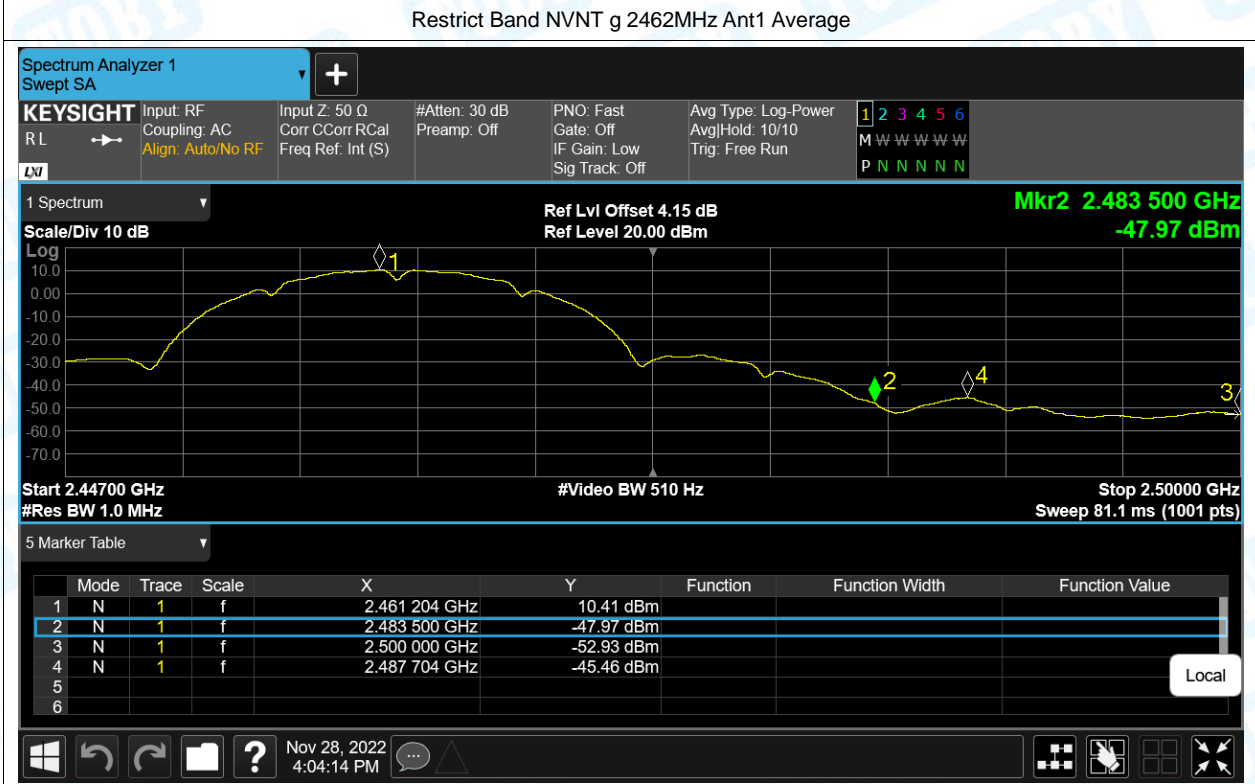 Restrict Band NVNT g 2462MHz Ant1 Average
Spectrum Analyzer 1
Swept SA
+
KEYSIGHT
R L
LXI
Input: RF
Coupling: AC
Align: Auto/No RF
Input Z: 50 Ω
Corr CCorr RCal
Freq Ref: Int (S)
#Atten: 30 dB
Preamp: Off
PNO: Fast
Gate: Off
IF Gain: Low
Sig Track: Off
Avg Type: Log-Power
Avg|Hold: 10/10
Trig: Free Run
1 2 3 4 5 6
M W W W W W
P N N N N N
1 Spectrum
Scale/Div 10 dB
Ref Lvl Offset 4.15 dB
Ref Level 20.00 dBm
Mkr2 2.483 500 GHz
-47.97 dBm
Log
10.0
0.00
-10.0
-20.0
-30.0
-40.0
-50.0
-60.0
-70.0
1
2
4
3
Start 2.44700 GHz
#Video BW 510 Hz
Stop 2.50000 GHz
#Res BW 1.0 MHz
Sweep 81.1 ms (1001 pts)
5 Marker Table
Mode Trace Scale X Y Function Function Width Function Value
1 N 1 f 2.461 204 GHz 10.41 dBm
2 N 1 f 2.483 500 GHz -47.97 dBm
3 N 1 f 2.500 000 GHz -52.93 dBm
4 N 1 f 2.487 704 GHz -45.46 dBm
5
6
Local
?
Nov 28, 2022
4:04:14 PM